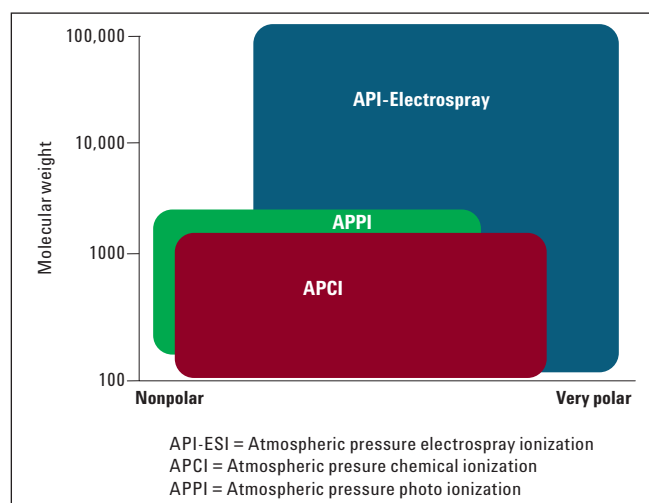 100,000
API-Electrospray
10,000
Molecular weight
APPI
1000
APCI
100
Nonpolar Very polar
API-ESI = Atmospheric pressure electrospray ionization
APCI = Atmospheric presure chemical ionization
APPI = Atmospheric pressure photo ionization